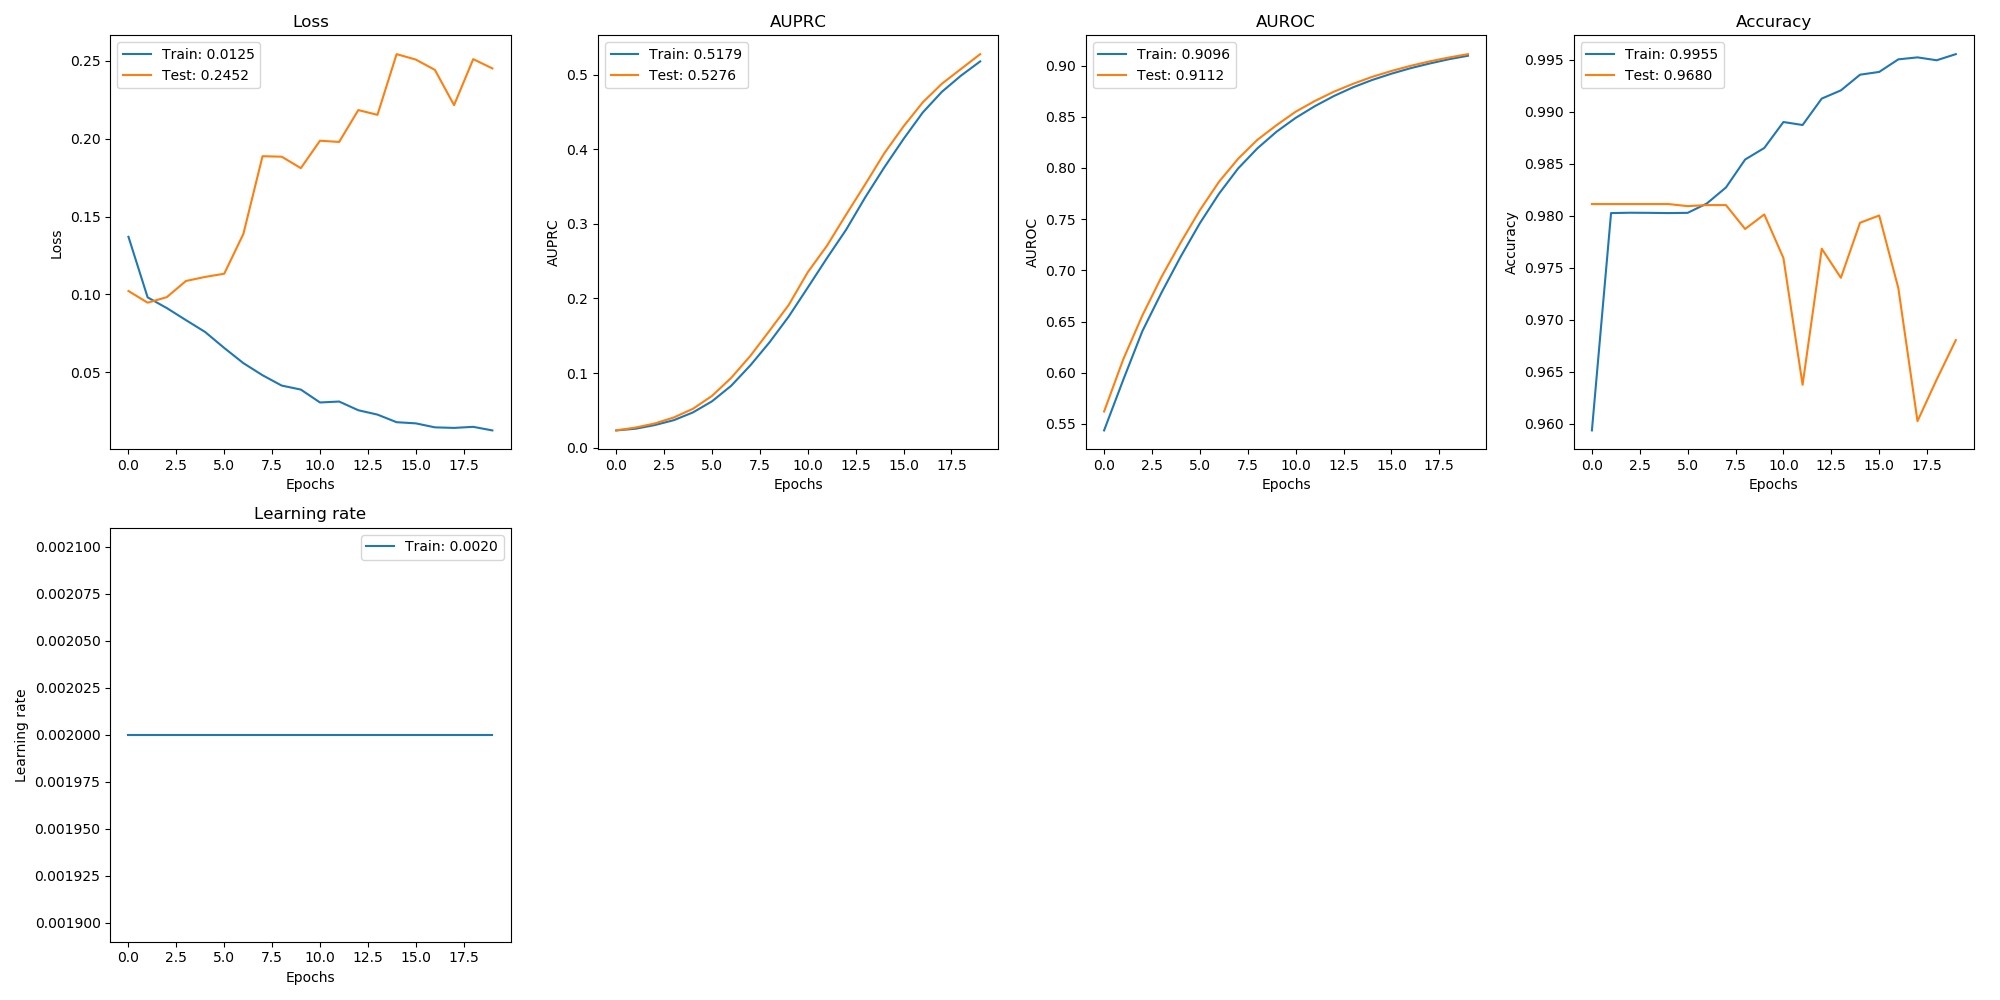 Loss
Train: 0.0125
Test: 0.2452
0.25
0.20
0.15
0.10
0.05
Loss
0.0 2.5 5.0 7.5 10.0 12.5 15.0 17.5
Epochs
AUPRC
Train: 0.5179
Test: 0.5276
0.5
0.4
0.3
0.2
0.1
0.0
AUPRC
0.0 2.5 5.0 7.5 10.0 12.5 15.0 17.5
Epochs
AUROC
Train: 0.9096
Test: 0.9112
0.90
0.85
0.80
0.75
0.70
0.65
0.60
0.55
AUROC
0.0 2.5 5.0 7.5 10.0 12.5 15.0 17.5
Epochs
Accuracy
Train: 0.9955
Test: 0.9680
0.995
0.990
0.985
0.980
0.975
0.970
0.965
0.960
Accuracy
0.0 2.5 5.0 7.5 10.0 12.5 15.0 17.5
Epochs
Learning rate
Train: 0.0020
0.002100
0.002075
0.002050
0.002025
0.002000
0.001975
0.001950
0.001925
0.001900
Learning rate
0.0 2.5 5.0 7.5 10.0 12.5 15.0 17.5
Epochs